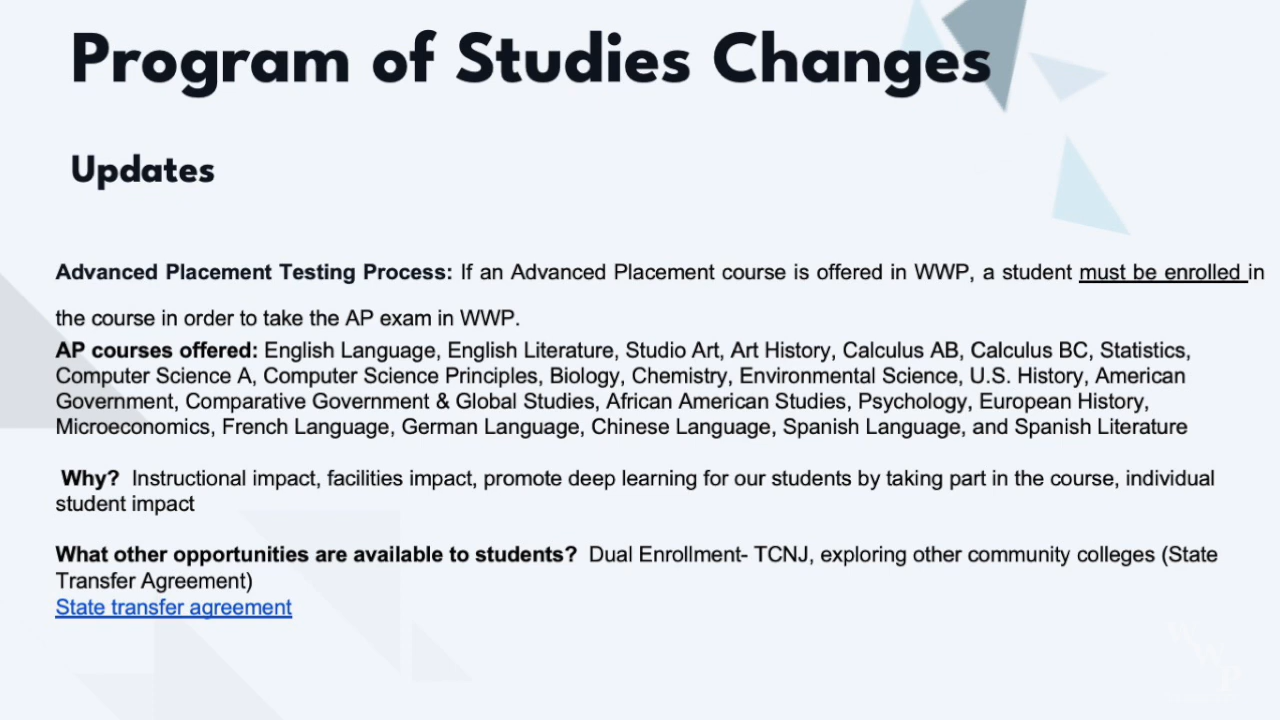 Program of Studies Changes
Updates
Advanced Placement Testing Process: If an Advanced Placement course is offered in WWP, a student must be enrolled in
the course in order to take the AP exam in WWP.
AP courses offered: English Language, English Literature, Studio Art, Art History, Calculus AB, Calculus BC, Statistics,
Computer Science A, Computer Science Principles, Biology, Chemistry, Environmental Science, U.S. History, American
Government, Comparative Government & Global Studies, African American Studies, Psychology, European History,
Microeconomics, French Language, German Language, Chinese Language, Spanish Language, and Spanish Literature
Why? Instructional impact, facilities impact, promote deep learning for our students by taking part in the course, individual
student impact
What other opportunities are available to students? Dual Enrollment- TCNJ, exploring other community colleges (State
Transfer Agreement)
State transfer agreement
WWP